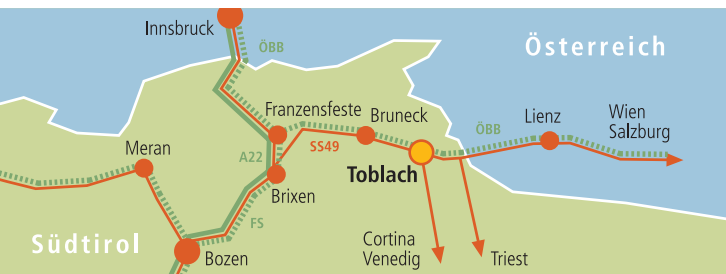 Innsbruck
ÖBB
Österreich
Franzensfeste
Bruneck
Lienz
Wien
Salzburg
ÖBB
Meran
A22
SS49
Toblach
Brixen
FS
Südtirol
Bozen
Cortina
Venedig
Triest